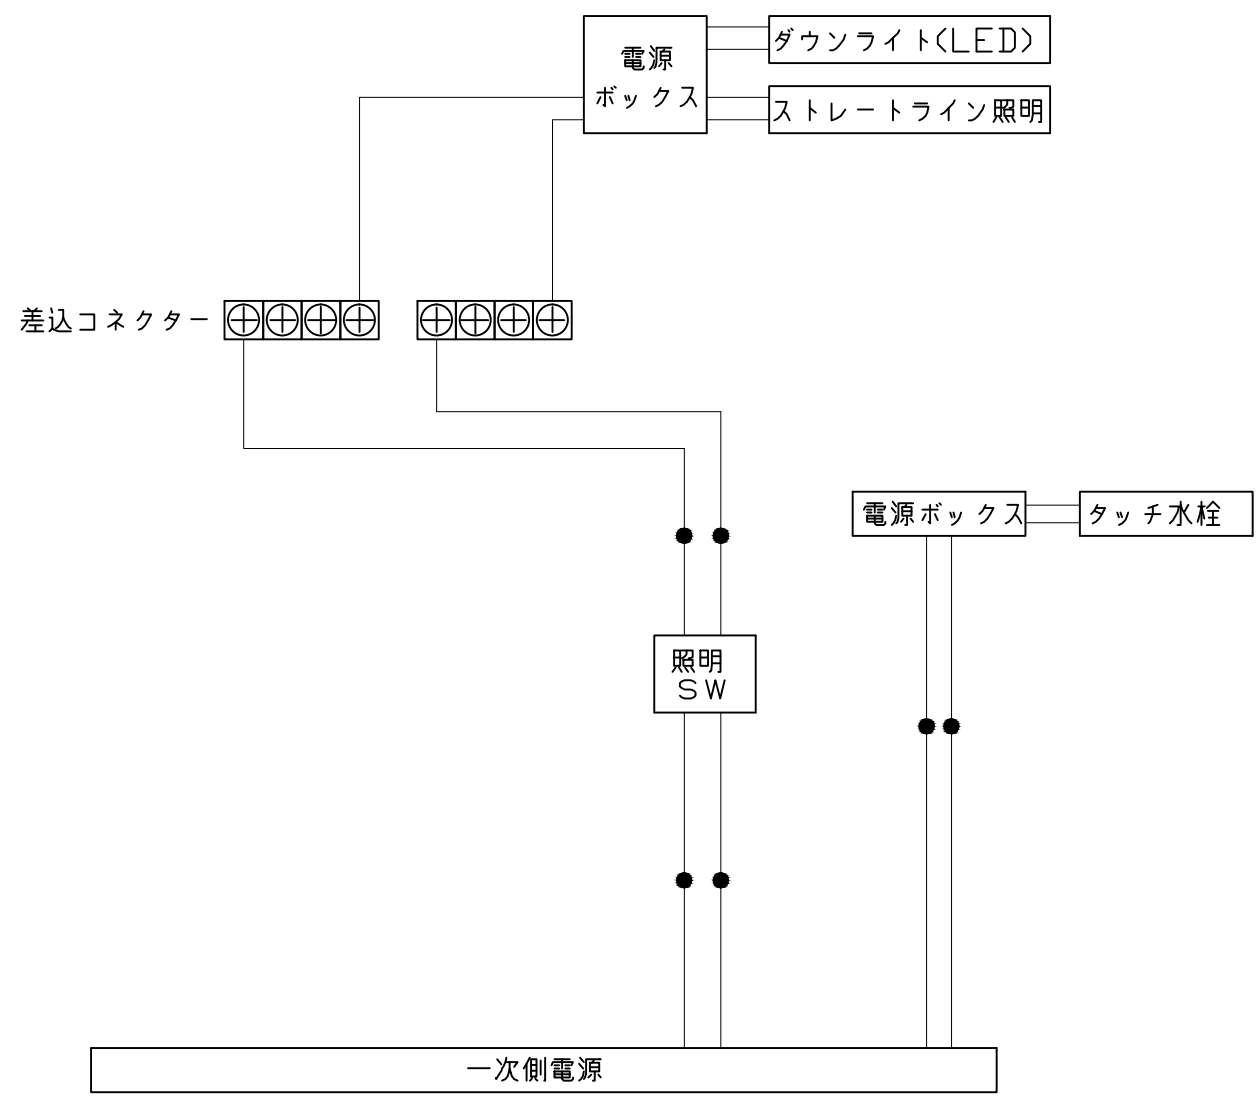 電源
ボックス
ダウンライト(LED)
ストレートライン照明
差込コネクター
電源ボックス
タッチ水栓
照明
SW
一次側電源